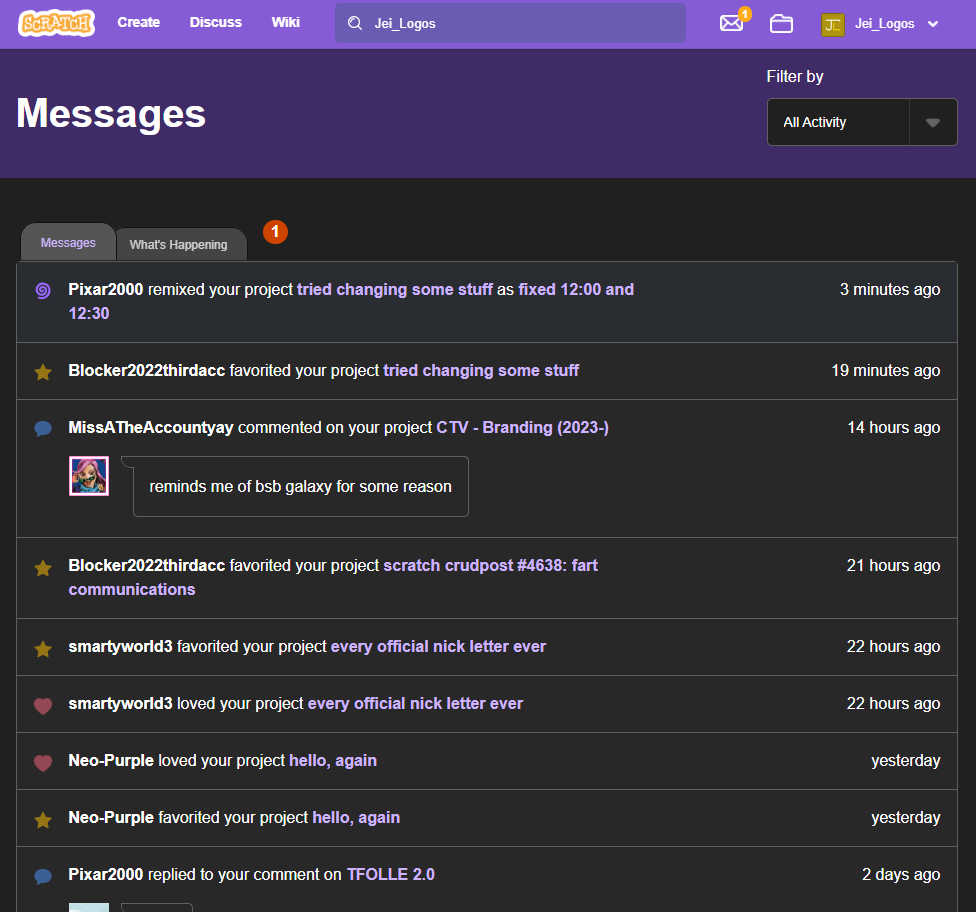 SCRATCH Create Discuss Wiki Jei_Logos 1 JL Jei_Logos
Filter by
Messages
All Activity
Messages What's Happening 1
Pixar2000 remixed your project tried changing some stuff as fixed 12:00 and 3 minutes ago
12:30
Blocker2022thirdacc favorited your project tried changing some stuff 19 minutes ago
MissATheAccountyay commented on your project CTV - Branding (2023-) 14 hours ago
reminds me of bsb galaxy for some reason
Blocker2022thirdacc favorited your project scratch crudpost #4638: fart 21 hours ago
communications
smartyworld3 favorited your project every official nick letter ever 22 hours ago
smartyworld3 loved your project every official nick letter ever 22 hours ago
Neo-Purple loved your project hello, again yesterday
Neo-Purple favorited your project hello, again yesterday
Pixar2000 replied to your comment on TFOLLE 2.0 2 days ago